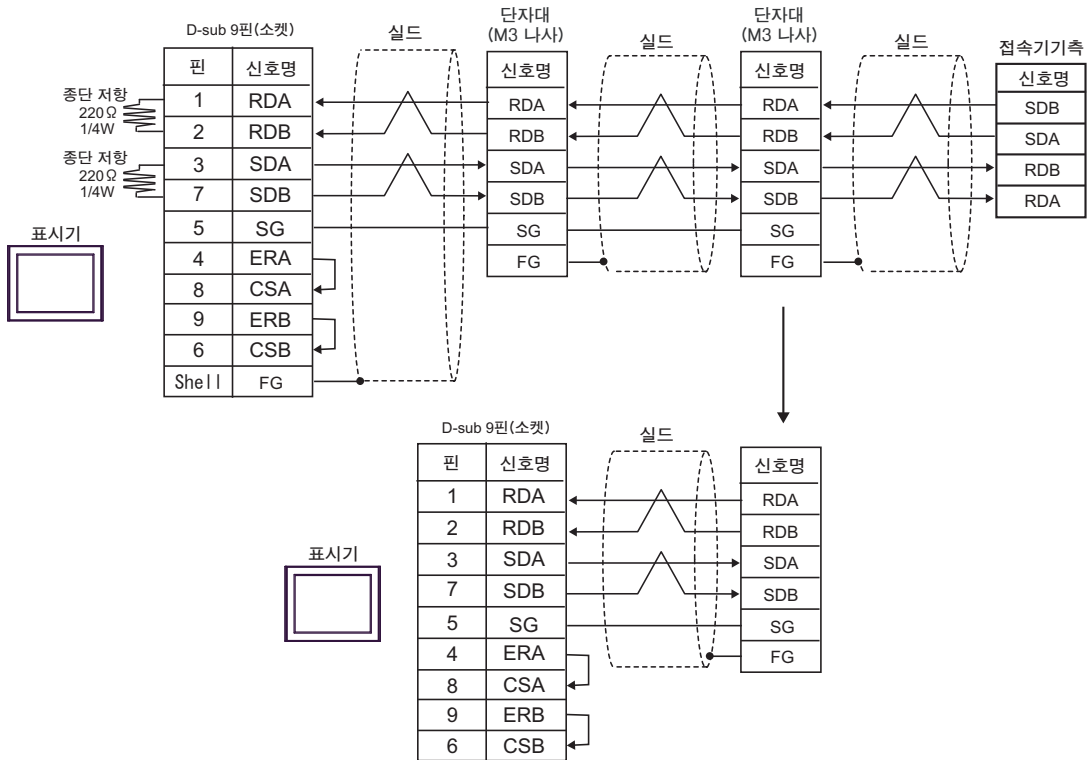 D-sub 9핀(소켓)
핀 신호명
1 RDA
2 RDB
3 SDA
7 SDB
5 SG
4 ERA
8 CSA
9 ERB
6 CSB
Shell FG
종단 저항
220Ω
1/4W
종단 저항
220Ω
1/4W
표시기
실드
단자대
(M3 나사)
신호명
RDA
RDB
SDA
SDB
SG
FG
실드
단자대
(M3 나사)
신호명
RDA
RDB
SDA
SDB
SG
FG
실드
접속기기측
신호명
SDB
SDA
RDB
RDA
표시기
D-sub 9핀(소켓)
핀 신호명
1 RDA
2 RDB
3 SDA
7 SDB
5 SG
4 ERA
8 CSA
9 ERB
6 CSB
실드
신호명
RDA
RDB
SDA
SDB
SG
FG